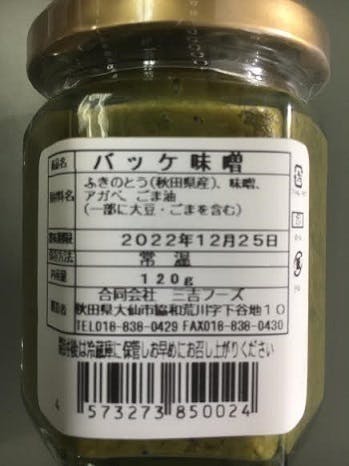 品名 バッケ味噌
原材料名 ふきのとう(秋田県産)、味噌、
アガベ、ごま油
(一部に大豆・ごまを含む)
賞味期限 2022年12月25日
保存方法 常温
内容量 120g
製造者 合同会社 三吉フーズ
秋田県大仙市協和荒川字下谷地10
TEL018-838-0429 FAX018-838-0430
開封後は冷蔵庫に保管しお早めにお召し上がりください
4 573273 850024